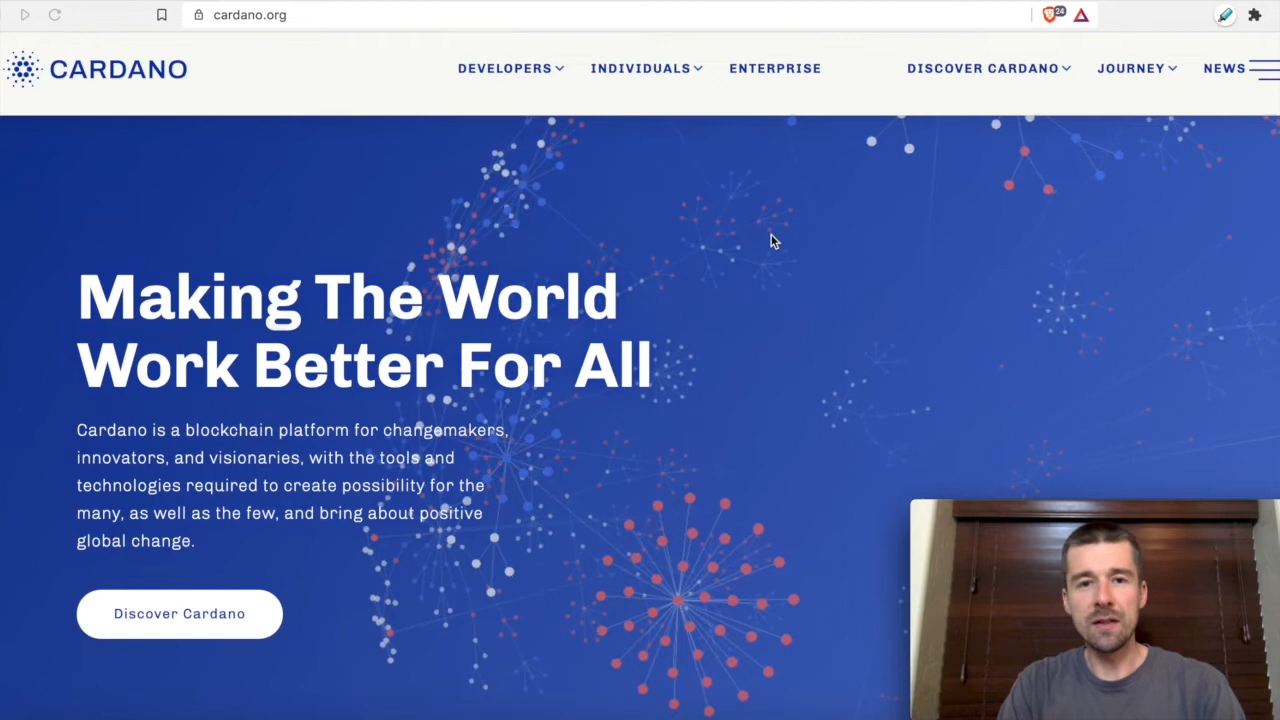 cardano.org
24
CARDANO
DEVELOPERS
INDIVIDUALS
ENTERPRISE
DISCOVER CARDANO
JOURNEY
NEWS
Making The World
Work Better For All
Cardano is a blockchain platform for changemakers,
innovators, and visionaries, with the tools and
technologies required to create possibility for the
many, as well as the few, and bring about positive
global change.
Discover Cardano